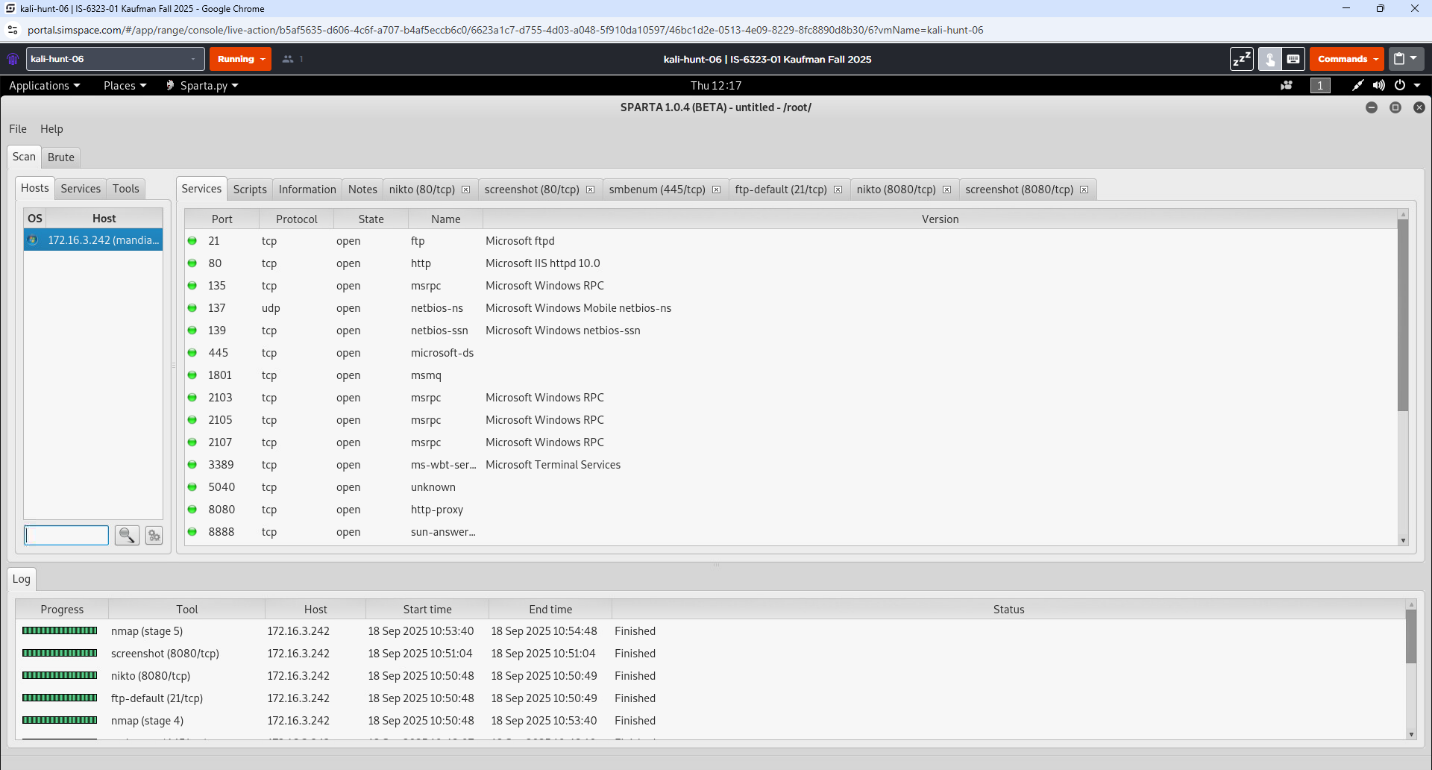 kali-hunt-06 | IS-6323-01 Kaufman Fall 2025 - Google Chrome
portal.simspace.com/#/app/range/console/live-action/b5af5635-d606-4c6f-a707-b4af5eccb6c0/6623a1c7-d755-4d03-a048-5f910da10597/46bc1d2e-0513-4e09-8229-8fc8890d8b30/6?vmName=kali-hunt-06
kali-hunt-06 Running 1 kali-hunt-06 | IS-6323-01 Kaufman Fall 2025 zZZ Commands
Applications Places Sparta.py Thu 12:17 1
SPARTA 1.0.4 (BETA) - untitled - /root/
File Help
Scan Brute
Hosts Services Tools Services Scripts Information Notes nikto (80/tcp) screenshot (80/tcp) smbenum (445/tcp) ftp-default (21/tcp) nikto (8080/tcp) screenshot (8080/tcp)
OS Host Port Protocol State Name Version
172.16.3.242 (mandia... 21 tcp open ftp Microsoft ftpd
80 tcp open http Microsoft IIS httpd 10.0
135 tcp open msrpc Microsoft Windows RPC
137 udp open netbios-ns Microsoft Windows Mobile netbios-ns
139 tcp open netbios-ssn Microsoft Windows netbios-ssn
445 tcp open microsoft-ds
1801 tcp open msmq
2103 tcp open msrpc Microsoft Windows RPC
2105 tcp open msrpc Microsoft Windows RPC
2107 tcp open msrpc Microsoft Windows RPC
3389 tcp open ms-wbt-ser... Microsoft Terminal Services
5040 tcp open unknown
8080 tcp open http-proxy
8888 tcp open sun-answer...
Log
Progress Tool Host Start time End time Status
nmap (stage 5) 172.16.3.242 18 Sep 2025 10:53:40 18 Sep 2025 10:54:48 Finished
screenshot (8080/tcp) 172.16.3.242 18 Sep 2025 10:51:04 18 Sep 2025 10:51:04 Finished
nikto (8080/tcp) 172.16.3.242 18 Sep 2025 10:50:48 18 Sep 2025 10:50:49 Finished
ftp-default (21/tcp) 172.16.3.242 18 Sep 2025 10:50:48 18 Sep 2025 10:50:49 Finished
nmap (stage 4) 172.16.3.242 18 Sep 2025 10:50:48 18 Sep 2025 10:53:40 Finished